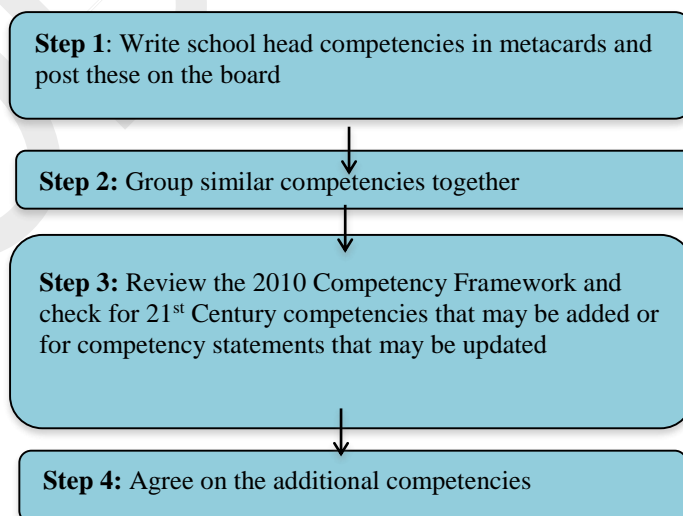 Step 1: Write school head competencies in metacards and
post these on the board
Step 2: Group similar competencies together
Step 3: Review the 2010 Competency Framework and
check for 21st Century competencies that may be added or
for competency statements that may be updated
Step 4: Agree on the additional competencies